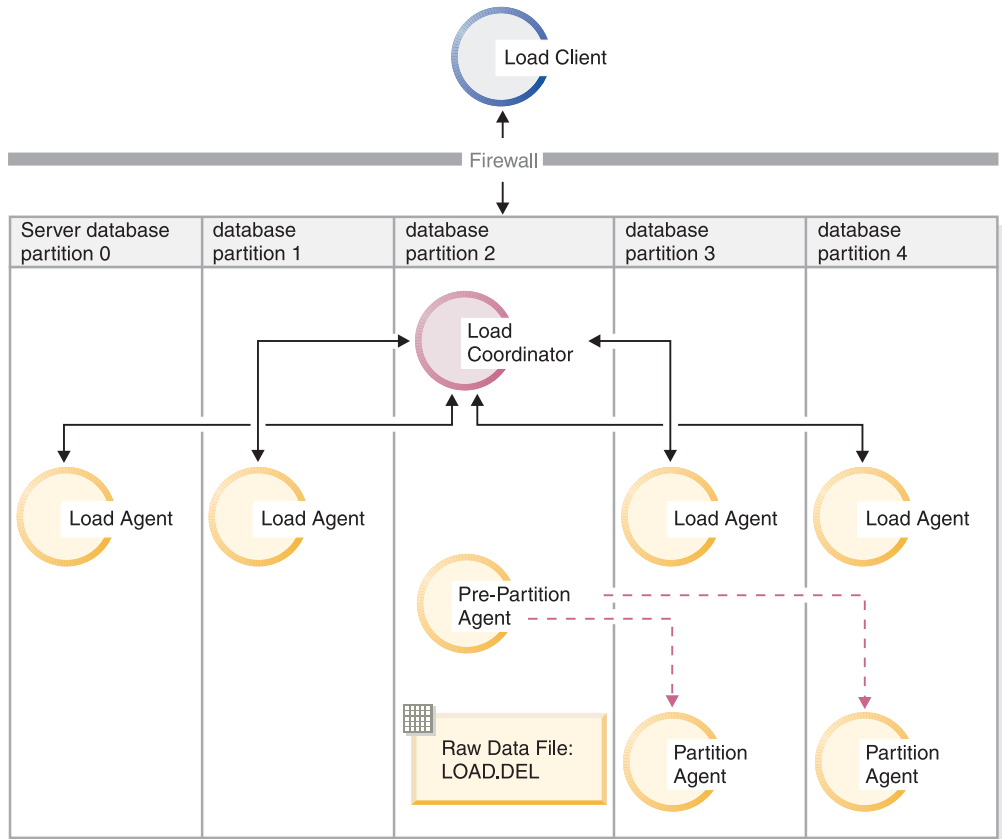 Load Client
Firewall
Server database
partition 0
database
partition 1
database
partition 2
database
partition 3
database
partition 4
Load
Coordinator
Load Agent
Load Agent
Load Agent
Load Agent
Pre-Partition
Agent
Raw Data File:
LOAD.DEL
Partition
Agent
Partition
Agent